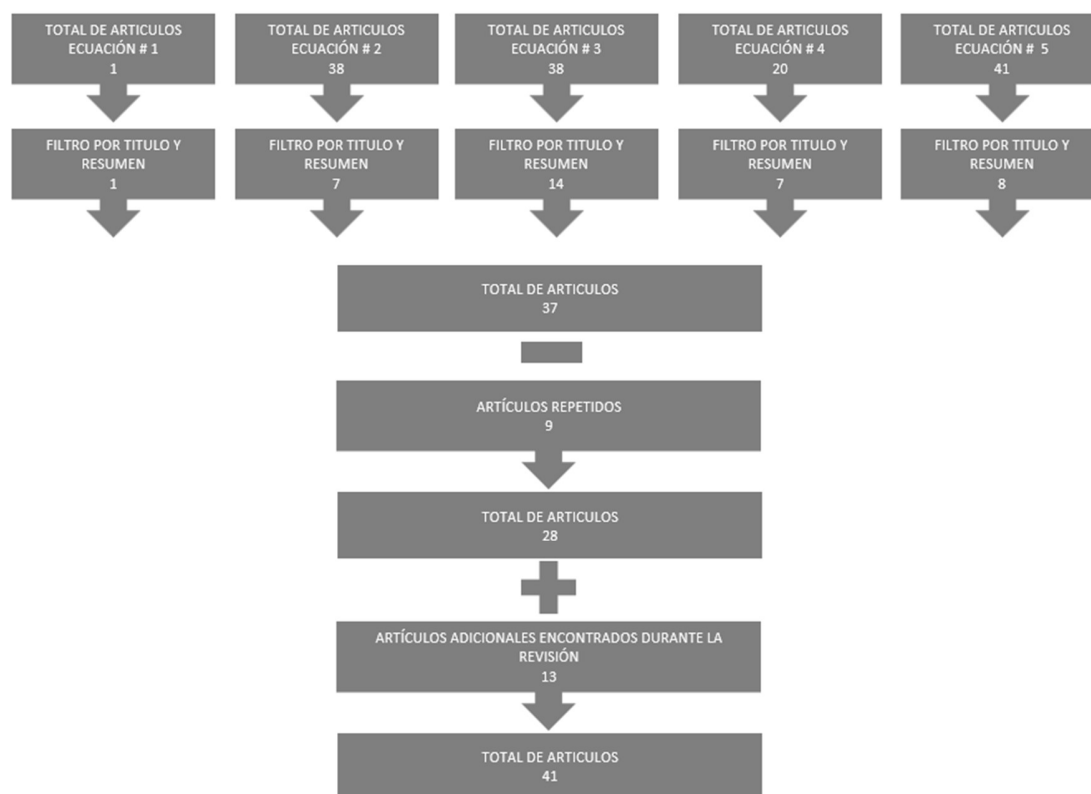 TOTAL DE ARTICULOS
ECUACIÓN # 1
1
TOTAL DE ARTICULOS
ECUACIÓN # 2
38
TOTAL DE ARTICULOS
ECUACIÓN # 3
38
TOTAL DE ARTICULOS
ECUACIÓN # 4
20
TOTAL DE ARTICULOS
ECUACIÓN #  5
41
FILTRO POR TITULO Y
RESUMEN
1
FILTRO POR TITULO Y
RESUMEN
7
FILTRO POR TITULO Y
RESUMEN
14
FILTRO POR TITULO Y
RESUMEN
7
FILTRO POR TITULO Y
RESUMEN
8
TOTAL DE ARTICULOS
37
ARTÍCULOS REPETIDOS
9
TOTAL DE ARTICULOS
28
ARTÍCULOS ADICIONALES ENCONTRADOS DURANTE LA
REVISIÓN
13
TOTAL DE ARTICULOS
41